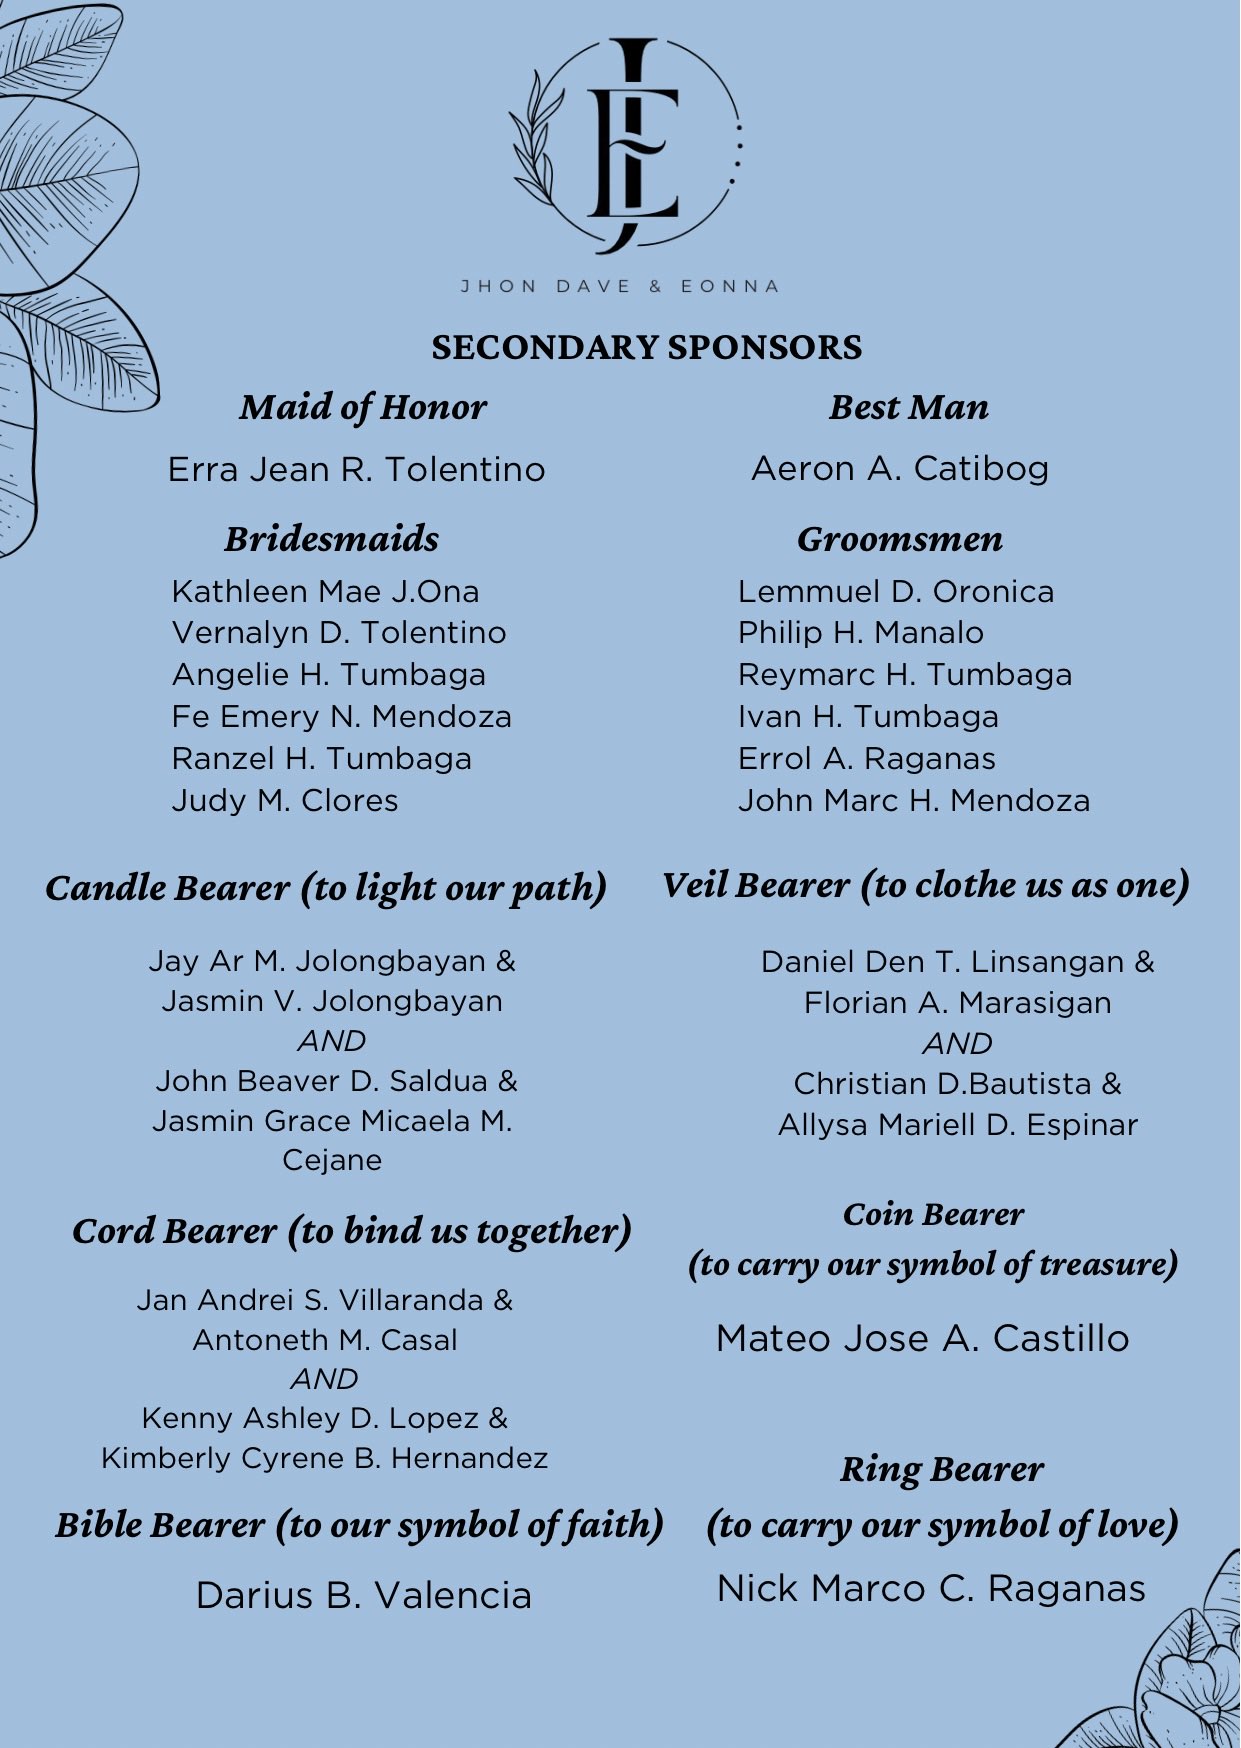 JE
JHON DAVE & EONNA
SECONDARY SPONSORS
Maid of Honor
Erra Jean R. Tolentino
Best Man
Aeron A. Catibog
Bridesmaids
Kathleen Mae J.Ona
Vernalyn D. Tolentino
Angelie H. Tumbaga
Fe Emery N. Mendoza
Ranzel H. Tumbaga
Judy M. Clores
Groomsmen
Lemmuel D. Oronica
Philip H. Manalo
Reymarc H. Tumbaga
Ivan H. Tumbaga
Errol A. Raganas
John Marc H. Mendoza
Candle Bearer (to light our path)
Jay Ar M. Jolongbayan &
Jasmin V. Jolongbayan
AND
John Beaver D. Saldua &
Jasmin Grace Micaela M.
Cejane
Veil Bearer (to clothe us as one)
Daniel Den T. Linsangan &
Florian A. Marasigan
AND
Christian D.Bautista &
Allysa Mariell D. Espinar
Cord Bearer (to bind us together)
Jan Andrei S. Villaranda &
Antoneth M. Casal
AND
Kenny Ashley D. Lopez &
Kimberly Cyrene B. Hernandez
Coin Bearer
(to carry our symbol of treasure)
Mateo Jose A. Castillo
Bible Bearer (to our symbol of faith)
Darius B. Valencia
Ring Bearer
(to carry our symbol of love)
Nick Marco C. Raganas